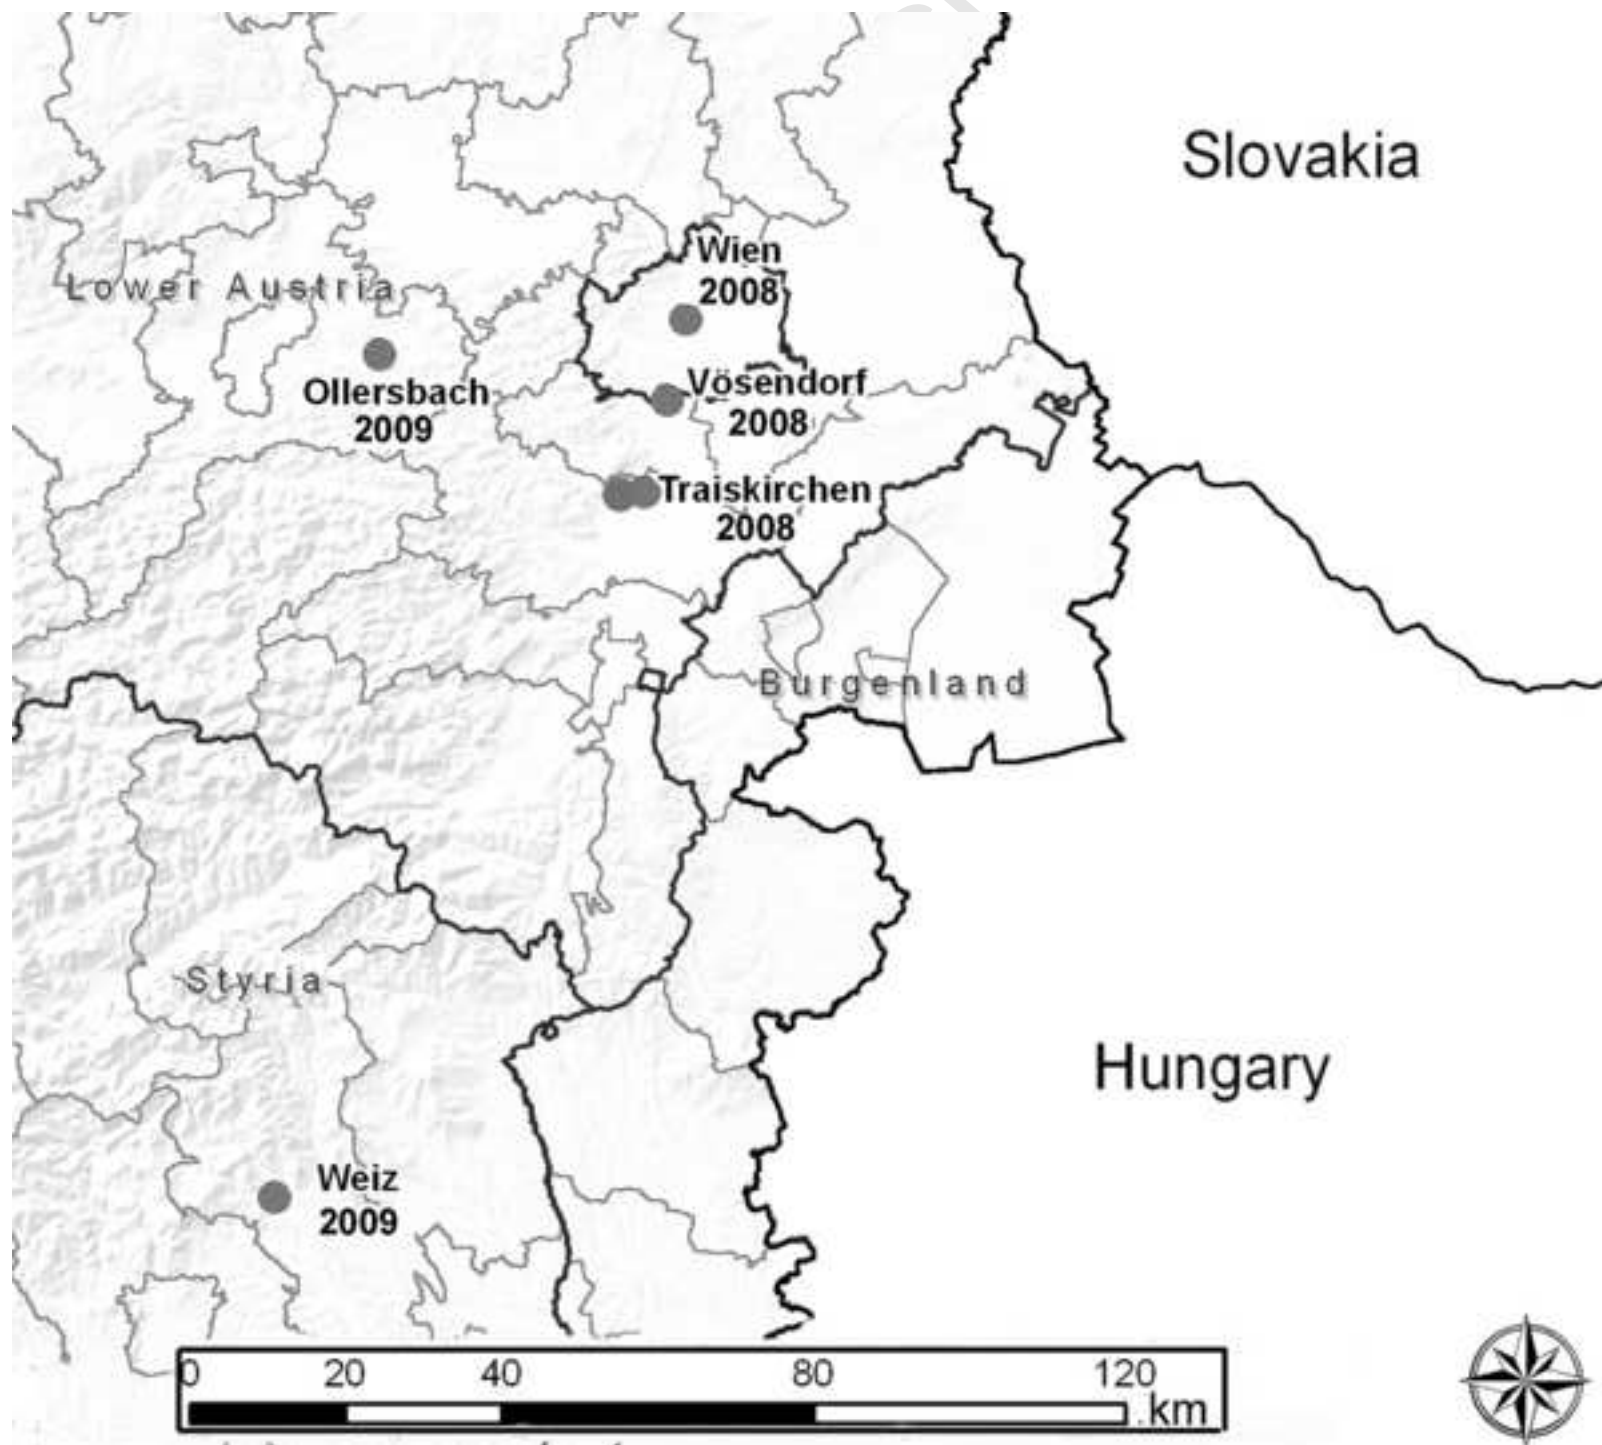 Slovakia
Wien
2008
Lower Austria
Ollersbach
2009
Vösendorf
2008
Traiskirchen
2008
Burgenland
Styria
Hungary
Weiz
2009
0 20 40 80 120
km